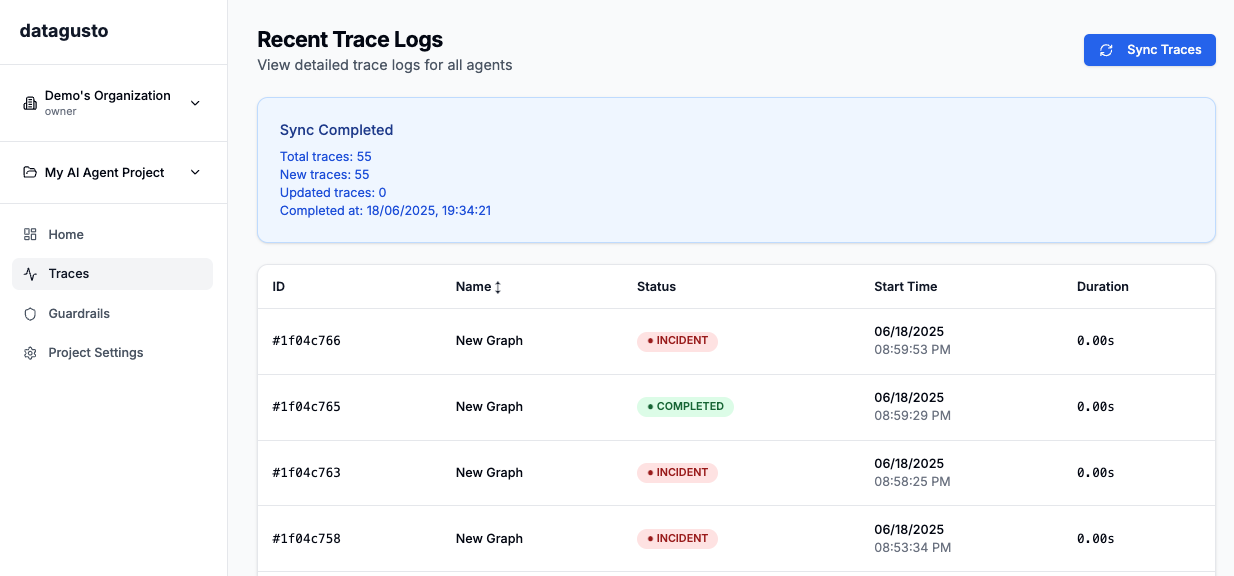 datagusto
Demo's Organization
owner
My AI Agent Project
Home
Traces
Guardrails
Project Settings
Recent Trace Logs
View detailed trace logs for all agents
Sync Traces
Sync Completed
Total traces: 55
New traces: 55
Updated traces: 0
Completed at: 18/06/2025, 19:34:21
ID Name Status Start Time Duration
#1f04c766 New Graph INCIDENT 06/18/2025 08:59:53 PM 0.00s
#1f04c765 New Graph COMPLETED 06/18/2025 08:59:29 PM 0.00s
#1f04c763 New Graph INCIDENT 06/18/2025 08:58:25 PM 0.00s
#1f04c758 New Graph INCIDENT 06/18/2025 08:53:34 PM 0.00s